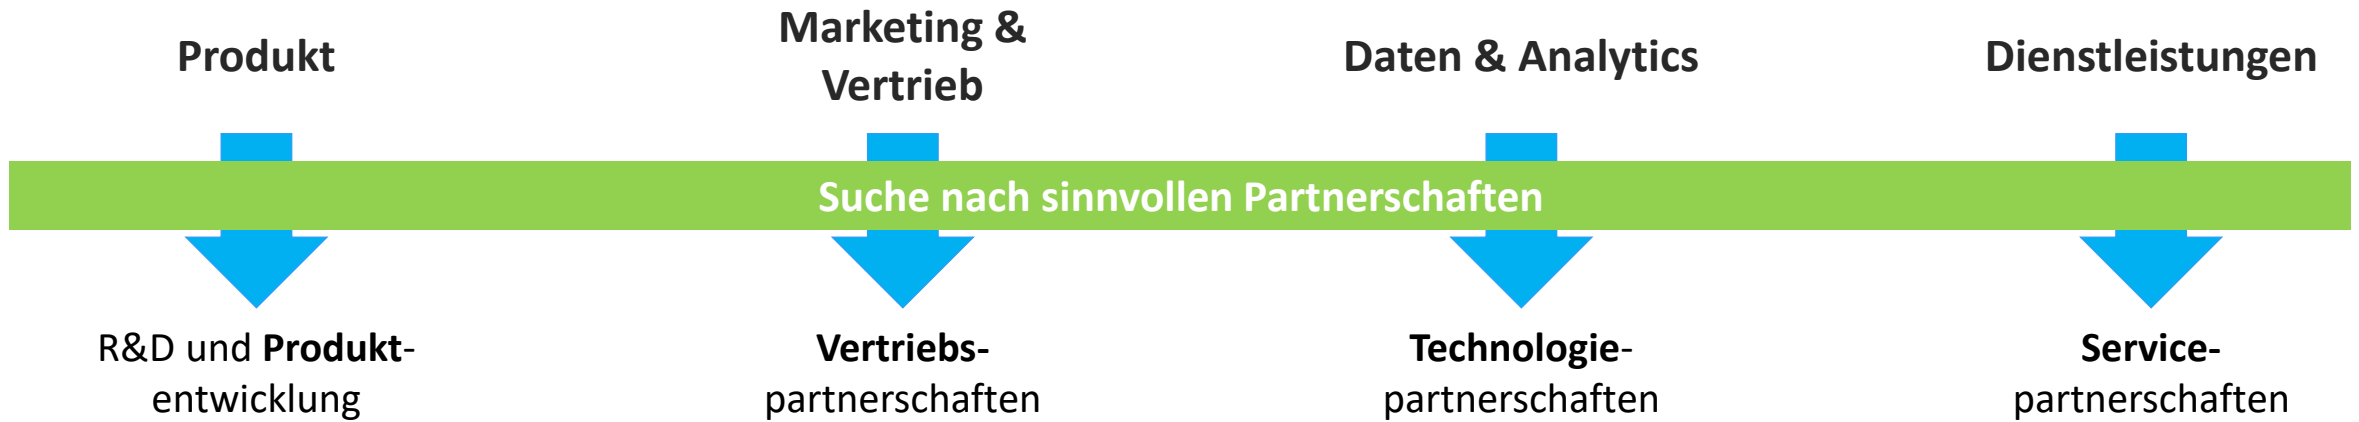 Produkt
Marketing &
Vertrieb
Daten & Analytics
Dienstleistungen
Suche nach sinnvollen Partnerschaften
R&D und Produkt-
entwicklung
Vertriebs-
partnerschaften
Technologie-
partnerschaften
Service-
partnerschaften